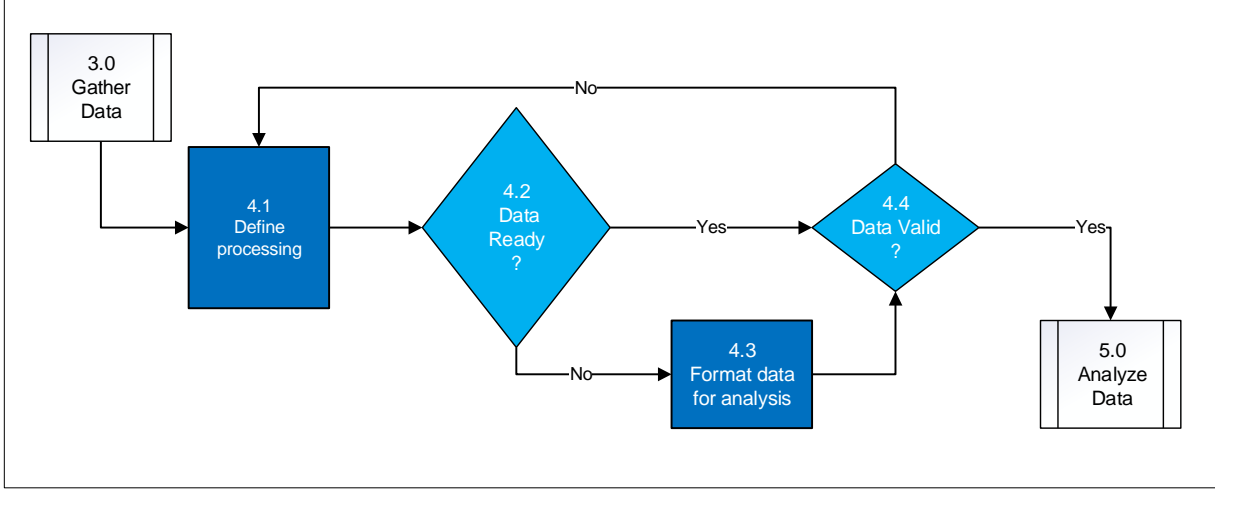 3.0
Gather
Data
No
4.1
Define
processing
4.2
Data
Ready
?
Yes
4.4
Data Valid
?
Yes
No
4.3
Format data
for analysis
5.0
Analyze
Data